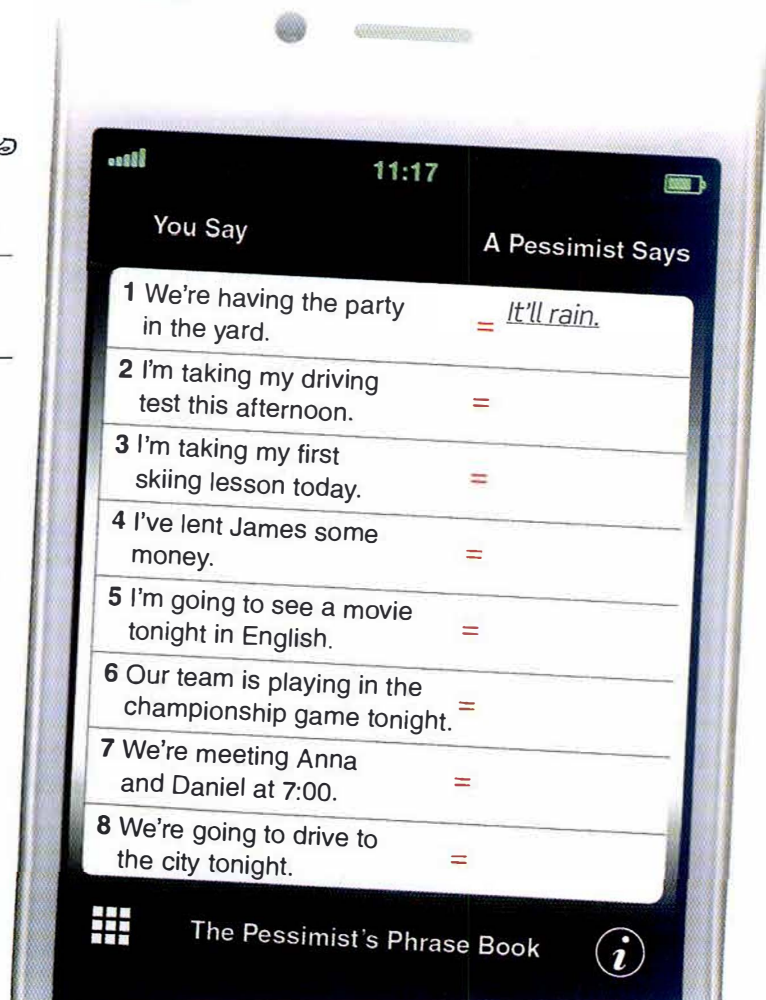 11:17
You Say
A Pessimist Says
1 We're having the party
in the yard.
= It'll rain.
2 I'm taking my driving
test this afternoon.
=
3 I'm taking my first
skiing lesson today.
=
4 I've lent James some
money.
=
5 I'm going to see a movie
tonight in English.
=
6 Our team is playing in the
championship game tonight.
=
7 We're meeting Anna
and Daniel at 7:00.
=
8 We're going to drive to
the city tonight.
=
The Pessimist's Phrase Book
i